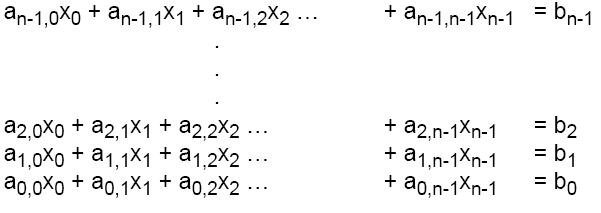 aₙ₋₁,₀x₀ + aₙ₋₁,₁x₁ + aₙ₋₁,₂x₂ … + aₙ₋₁,ₙ₋₁xₙ₋₁ = bₙ₋₁
.
.
.
a₂,₀x₀ + a₂,₁x₁ + a₂,₂x₂ … + a₂,ₙ₋₁xₙ₋₁ = b₂
a₁,₀x₀ + a₁,₁x₁ + a₁,₂x₂ … + a₁,ₙ₋₁xₙ₋₁ = b₁
a₀,₀x₀ + a₀,₁x₁ + a₀,₂x₂ … + a₀,ₙ₋₁xₙ₋₁ = b₀